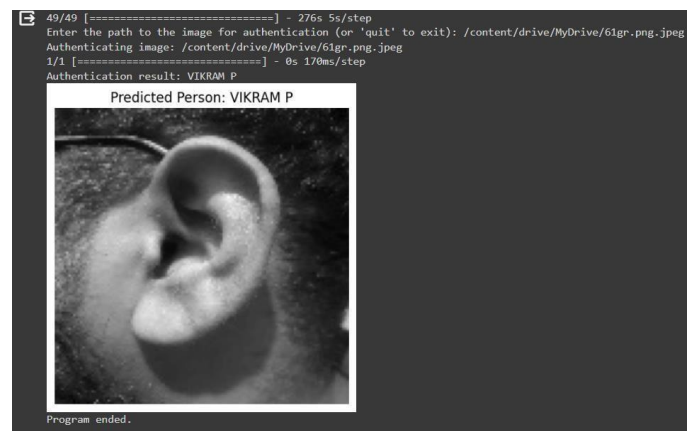 49/49 [==============================] - 276s 5s/step
Enter the path to the image for authentication (or 'quit' to exit): /content/drive/MyDrive/61gr.png.jpeg
Authenticating image: /content/drive/MyDrive/61gr.png.jpeg
1/1 [==============================] - 0s 170ms/step
Authentication result: VIKRAM P
Predicted Person: VIKRAM P
Program ended.